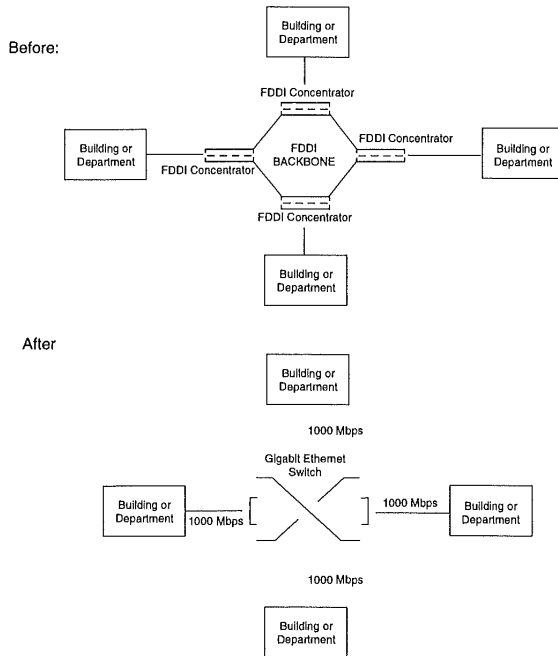 Before:
Building or
Department
FDDI Concentrator
Building or
Department
FDDI Concentrator
FDDI
BACKBONE
FDDI Concentrator
Building or
Department
FDDI Concentrator
Building or
Department
After
Building or
Department
1000 Mbps
Gigabit Ethernet
Switch
Building or
Department
1000 Mbps
1000 Mbps
Building or
Department
1000 Mbps
Building or
Department